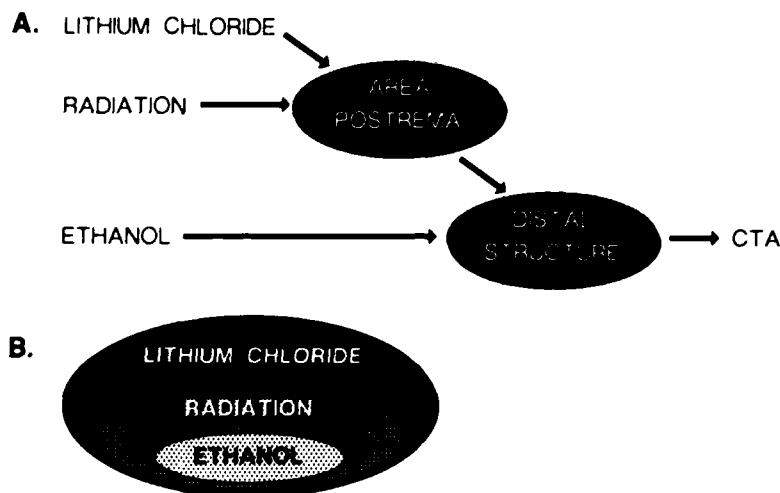 A. LITHIUM CHLORIDE
AREA
POSTREMA
RADIATION
DISTAL
STRUCTURE
ETHANOL
CTA
B.
LITHIUM CHLORIDE
RADIATION
ETHANOL